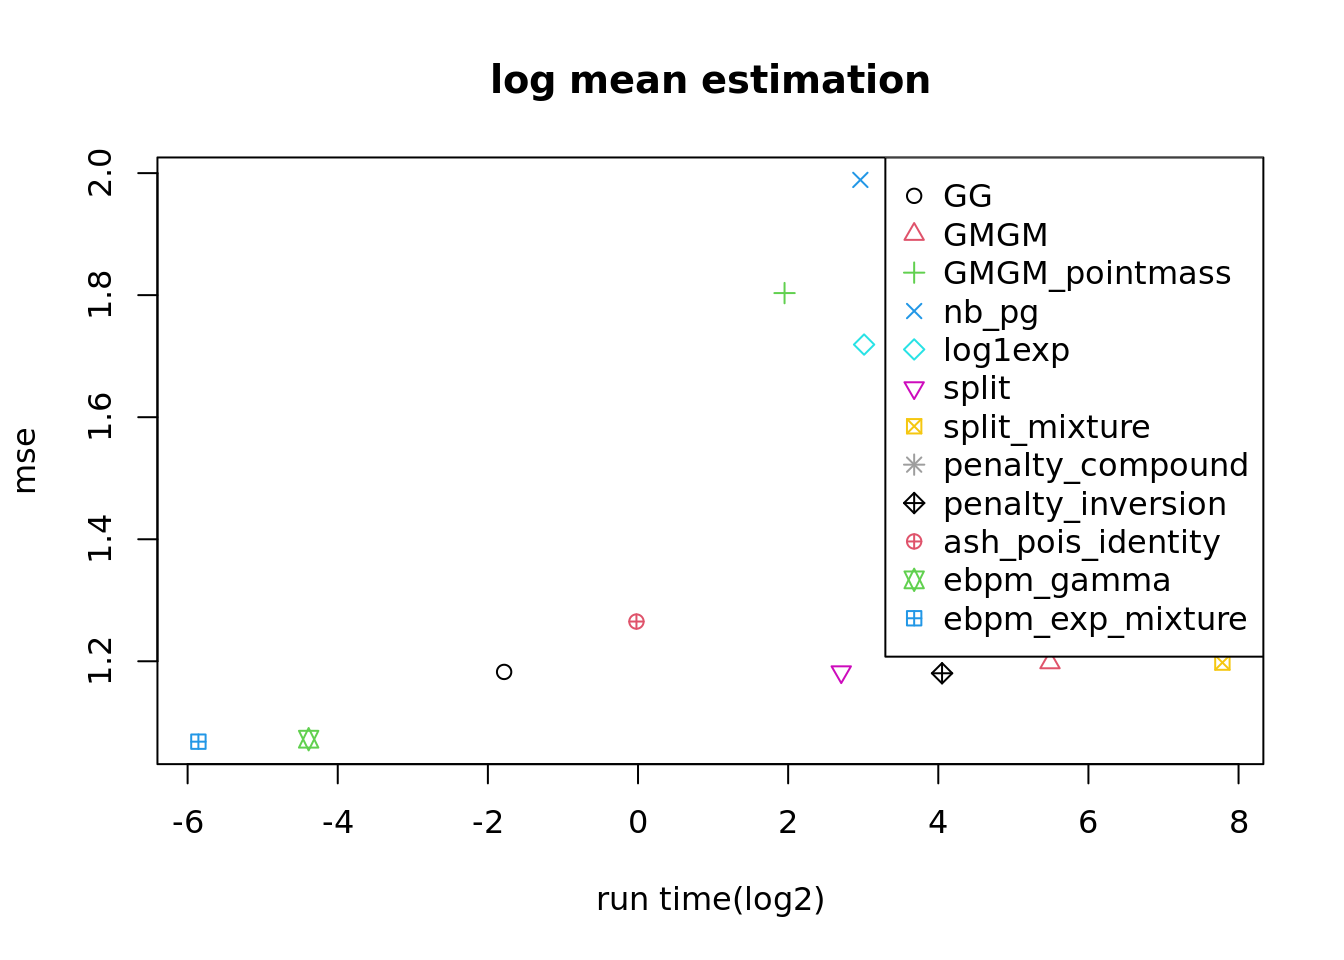 log mean estimation
mse
2.0
1.8
1.6
1.4
1.2
GG
GMGM
GMGM_pointmass
nb_pg
log1exp
split
split_mixture
penalty_compound
penalty_inversion
ash_pois_identity
ebpm_gamma
ebpm_exp_mixture
-6 -4 -2 0 2 4 6 8
run time(log2)